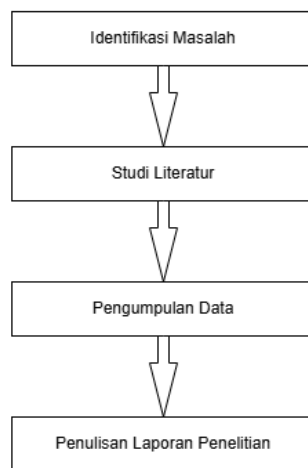 Identifikasi Masalah
Studi Literatur
Pengumpulan Data
Penulisan Laporan Penelitian